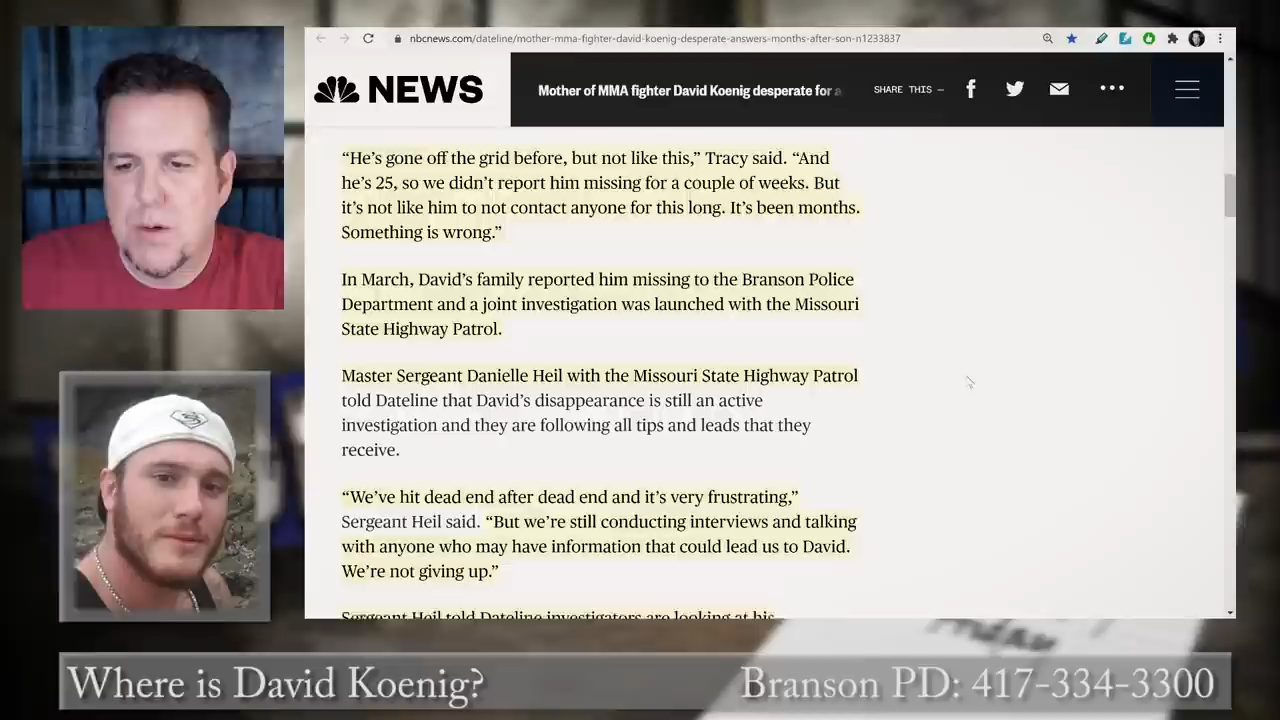 nbcnews.com/dateline/mother-mma-fighter-david-koenig-desperate-answers-months-after-son-n1233837
NEWS
Mother of MMA fighter David Koenig desperate for a
SHARE THIS —
“He’s gone off the grid before, but not like this,” Tracy said. “And
he’s 25, so we didn’t report him missing for a couple of weeks. But
it’s not like him to not contact anyone for this long. It’s been months.
Something is wrong.”
In March, David’s family reported him missing to the Branson Police
Department and a joint investigation was launched with the Missouri
State Highway Patrol.
Master Sergeant Danielle Heil with the Missouri State Highway Patrol
told Dateline that David’s disappearance is still an active
investigation and they are following all tips and leads that they
receive.
“We’ve hit dead end after dead end and it’s very frustrating,”
Sergeant Heil said. “But we’re still conducting interviews and talking
with anyone who may have information that could lead us to David.
We’re not giving up.”
Sergeant Heil told Dateline investigators are looking at his
Where is David Koenig?
Branson PD: 417-334-3300